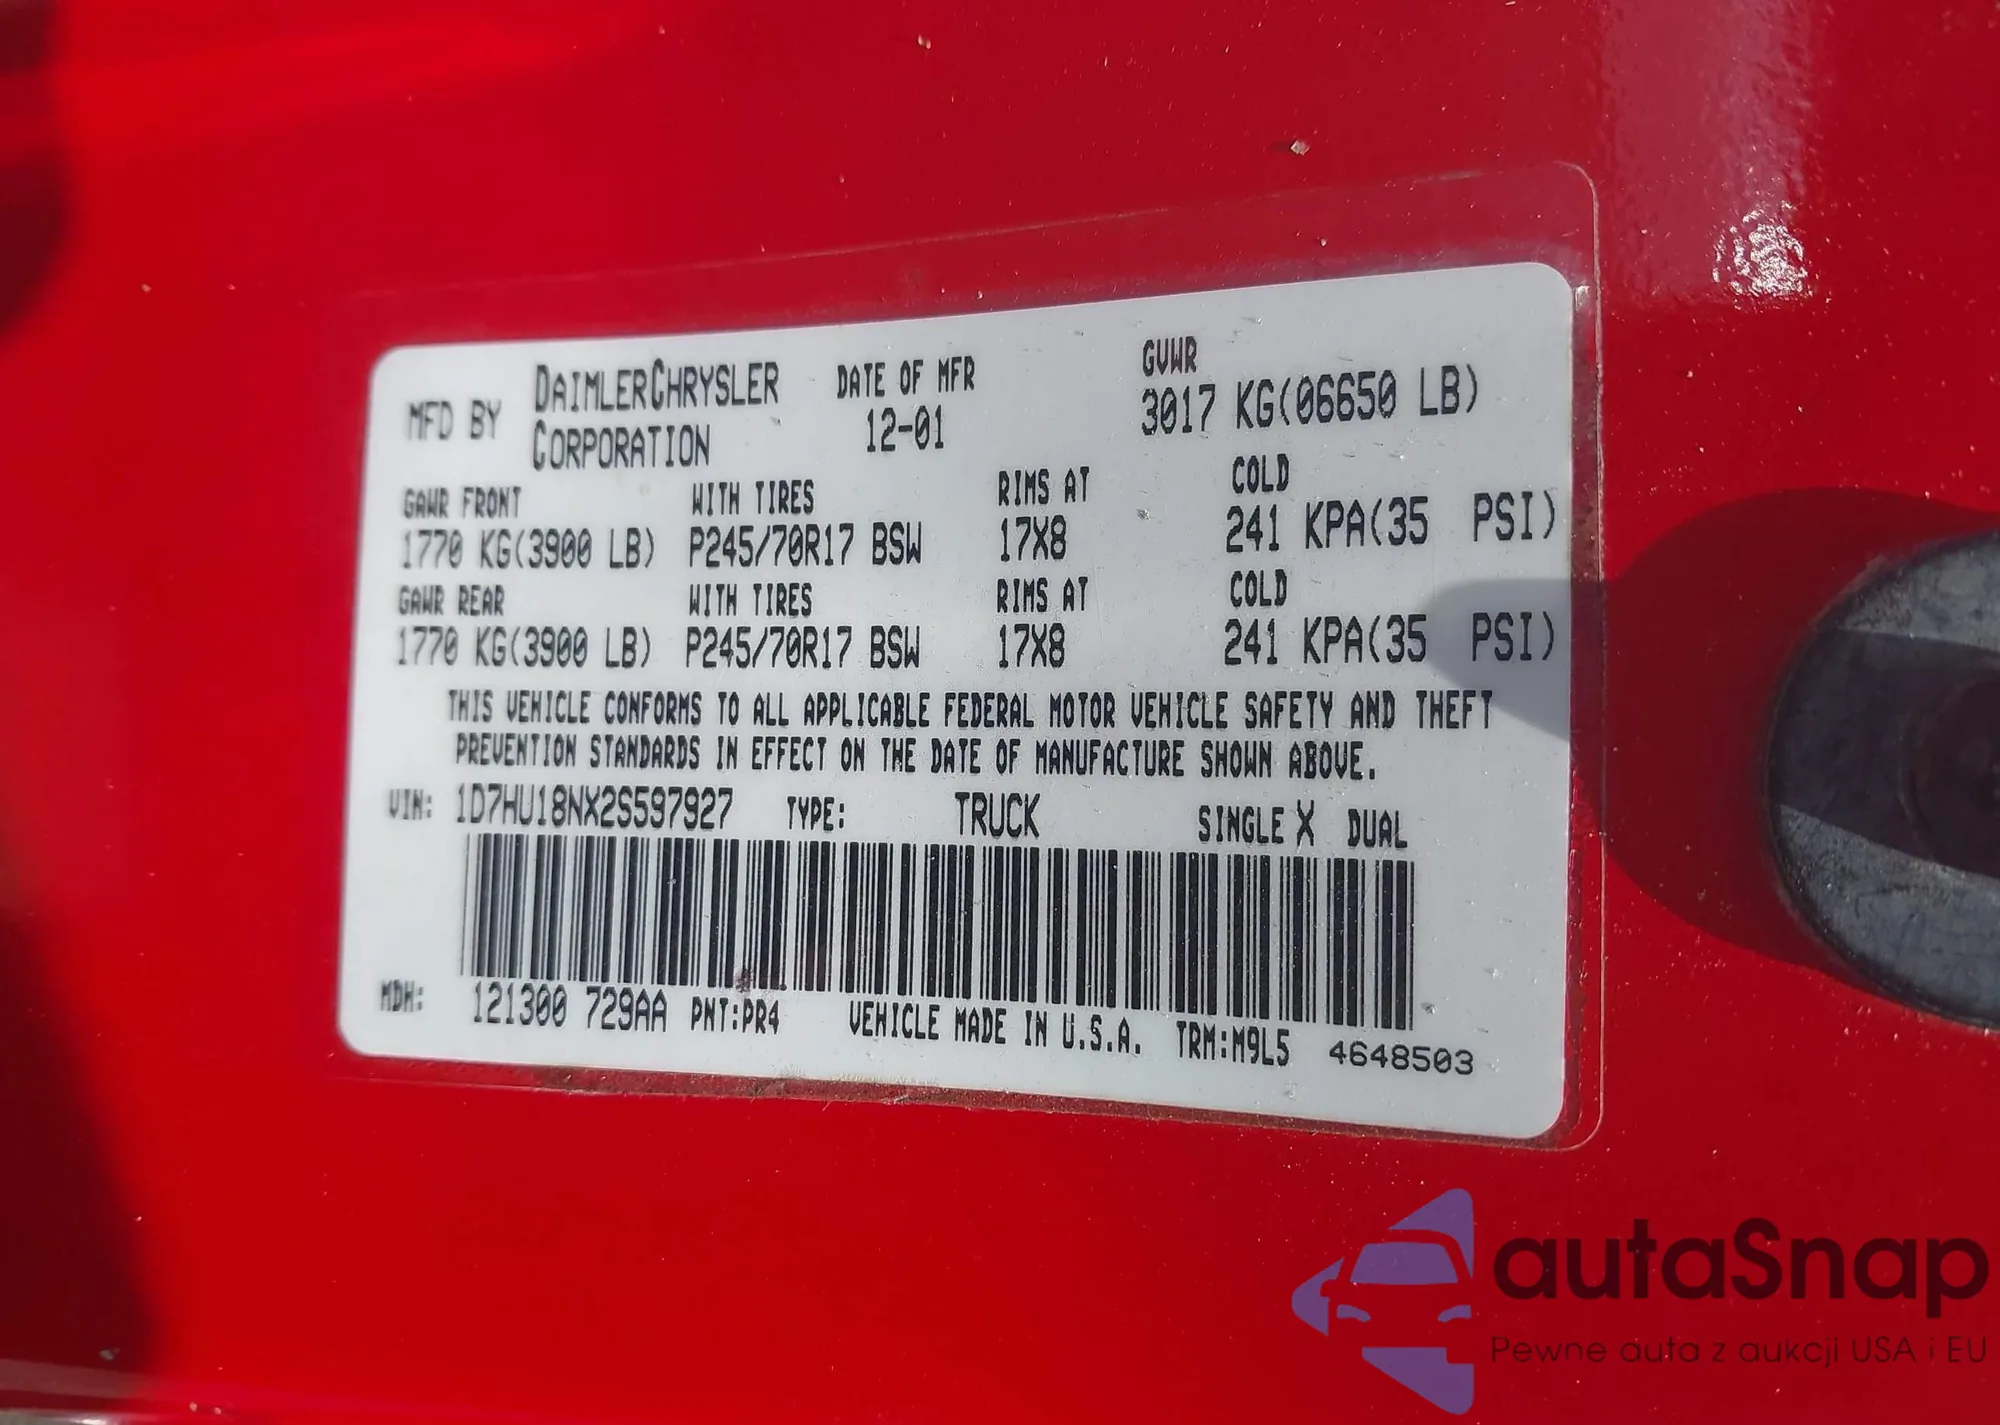 MFD BY DAIMLERCHRYSLER CORPORATION
DATE OF MFR 12-01
GVWR 3017 KG(06650 LB)
GAWR FRONT WITH TIRES RIMS AT COLD
1770 KG(3900 LB) P245/70R17 BSW 17X8 241 KPA(35 PSI)
GAWR REAR WITH TIRES RIMS AT COLD
1770 KG(3900 LB) P245/70R17 BSW 17X8 241 KPA(35 PSI)
THIS VEHICLE CONFORMS TO ALL APPLICABLE FEDERAL MOTOR VEHICLE SAFETY AND THEFT
PREVENTION STANDARDS IN EFFECT ON THE DATE OF MANUFACTURE SHOWN ABOVE.
VIN: 1D7HU18NX2S597927 TYPE: TRUCK SINGLE X DUAL
MDH: 121300 729AA PNT:PR4 VEHICLE MADE IN U.S.A. TRM:M9L5 4648503
autaSnap
Pewne auta z aukcji USA i EU